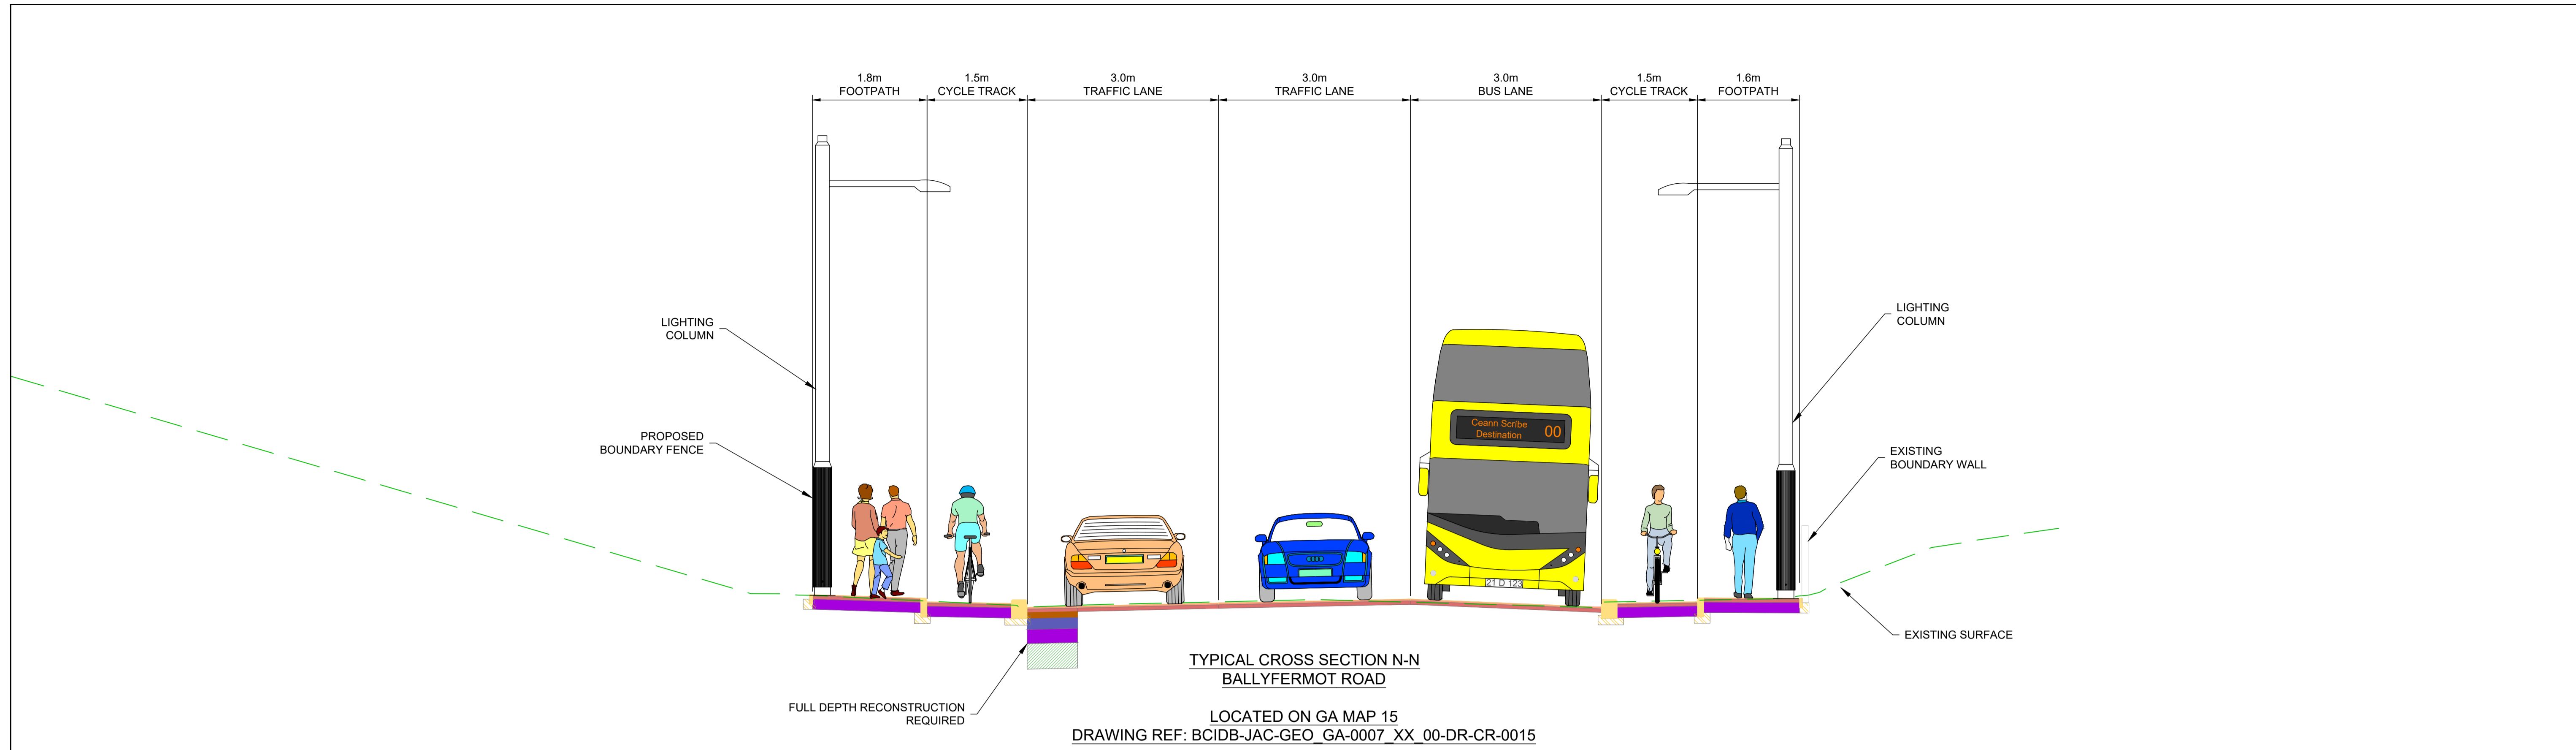 1.8m
FOOTPATH
1.5m
CYCLE TRACK
3.0m
TRAFFIC LANE
3.0m
TRAFFIC LANE
3.0m
BUS LANE
1.5m
CYCLE TRACK
1.6m
FOOTPATH
LIGHTING
COLUMN
PROPOSED
BOUNDARY FENCE
LIGHTING
COLUMN
EXISTING
BOUNDARY WALL
EXISTING SURFACE
Ceann Scribe
Destination
00
21 D 123
FULL DEPTH RECONSTRUCTION
REQUIRED
TYPICAL CROSS SECTION N-N
BALLYFERMOT ROAD
LOCATED ON GA MAP 15
DRAWING REF: BCIDB-JAC-GEO_GA-0007_XX_00-DR-CR-0015